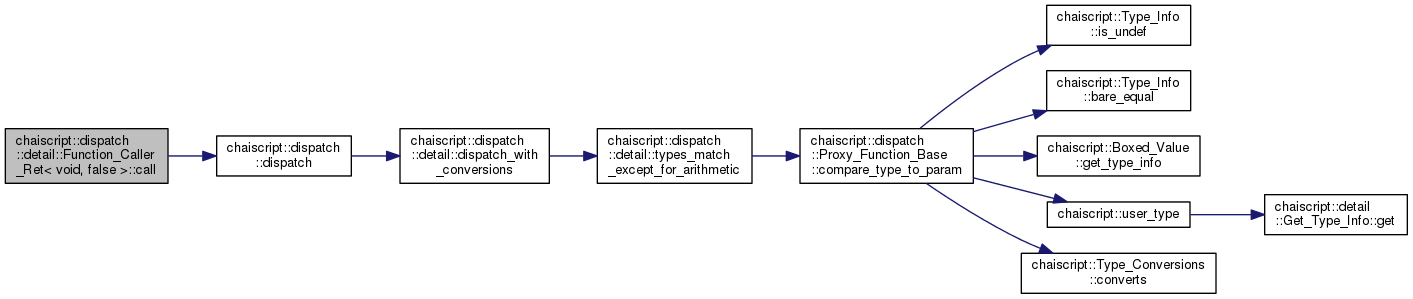 chaiscript::dispatch
::detail::Function_Caller
_Ret< void, false >::call
chaiscript::dispatch
::dispatch
chaiscript::dispatch
::detail::dispatch_with
_conversions
chaiscript::dispatch
::detail::types_match
_except_for_arithmetic
chaiscript::dispatch
::Proxy_Function_Base
::compare_type_to_param
chaiscript::Type_Info
::is_undef
chaiscript::Type_Info
::bare_equal
chaiscript::Boxed_Value
::get_type_info
chaiscript::user_type
chaiscript::detail
::Get_Type_Info::get
chaiscript::Type_Conversions
::converts